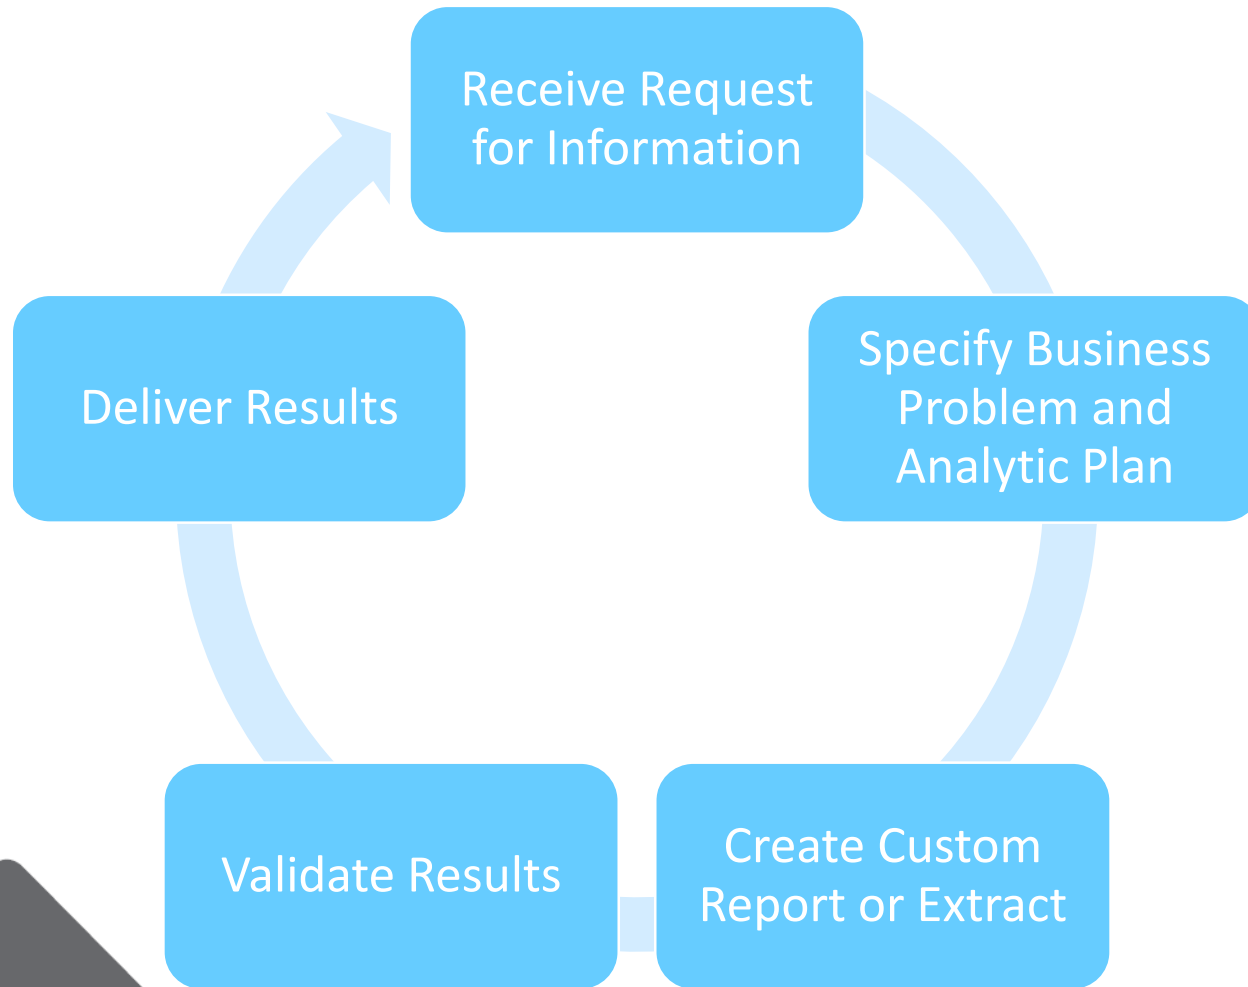 Receive Request
for Information
Specify Business
Problem and
Analytic Plan
Create Custom
Report or Extract
Validate Results
Deliver Results